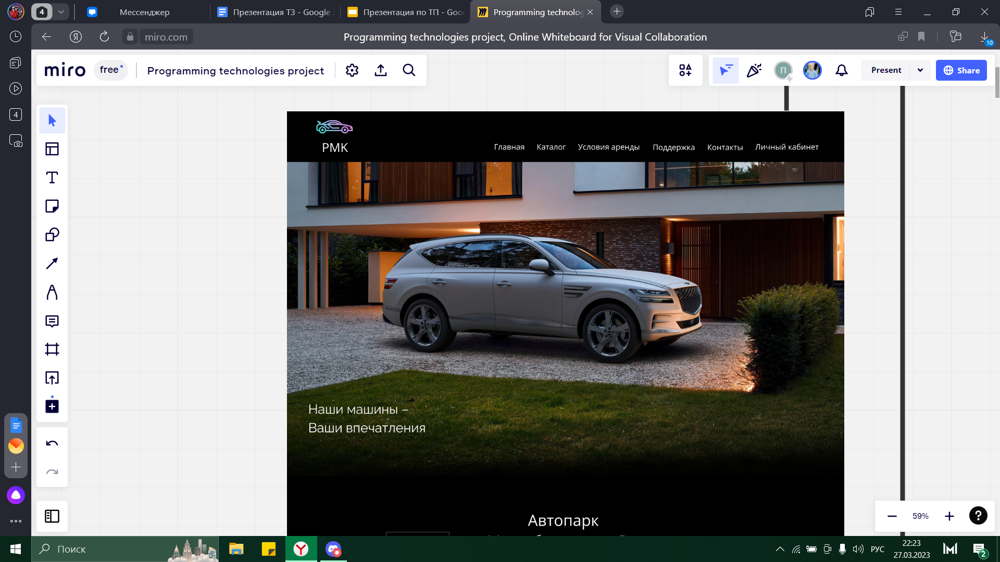 4
Мессенджер
Презентация ТЗ - Google
Презентация по ТП - Goo
Programming technolog
miro.com
Programming technologies project, Online Whiteboard for Visual Collaboration
10
4
miro
free
Programming technologies project
П
Present
Share
PMK
Главная
Каталог
Условия аренды
Поддержка
Контакты
Личный кабинет
Наши машины –
Ваши впечатления
Автопарк
59%
?
Поиск
РУС
22:23
27.03.2023
2